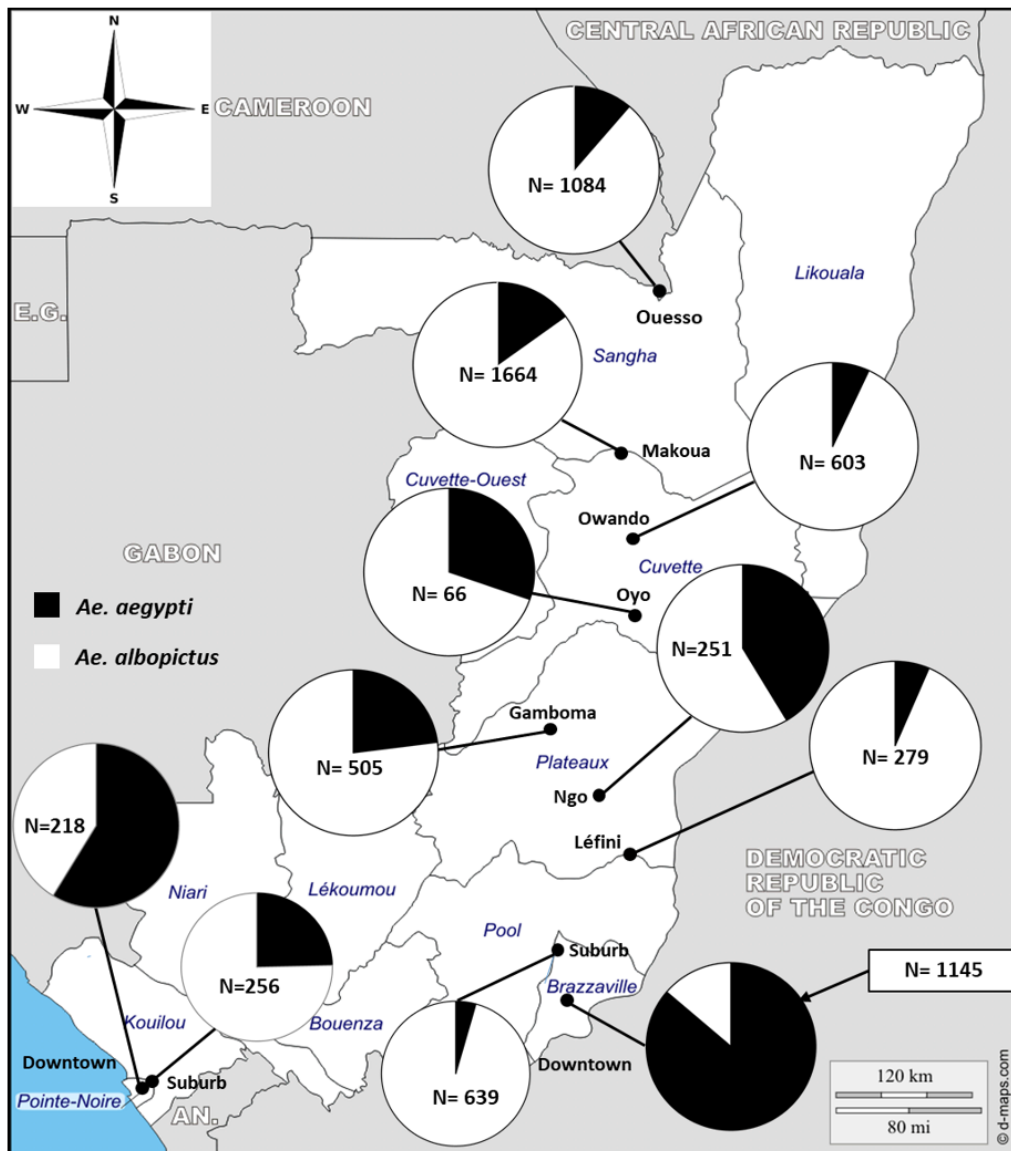 N
W
E
S
CENTRAL AFRICAN REPUBLIC
CAMEROON
N= 1084
Likouala
E.G.
Ouesso
Sangha
N= 1664
Makoua
N= 603
Cuvette-Ouest
Owando
GABON
Cuvette
N= 66
Oyo
Ae. aegypti
N=251
Ae. albopictus
Gamboma
N= 279
Plateaux
N= 505
Ngo
N=218
Léfini
DEMOCRATIC
REPUBLIC
OF THE CONGO
Niari
Lékoumou
Pool
Suburb
N= 1145
N=256
Brazzaville
Kouilou
Bouenza
Downtown
Downtown
Suburb
Pointe-Noire
N= 639
AN.
120 km
80 mi
© d-maps.com